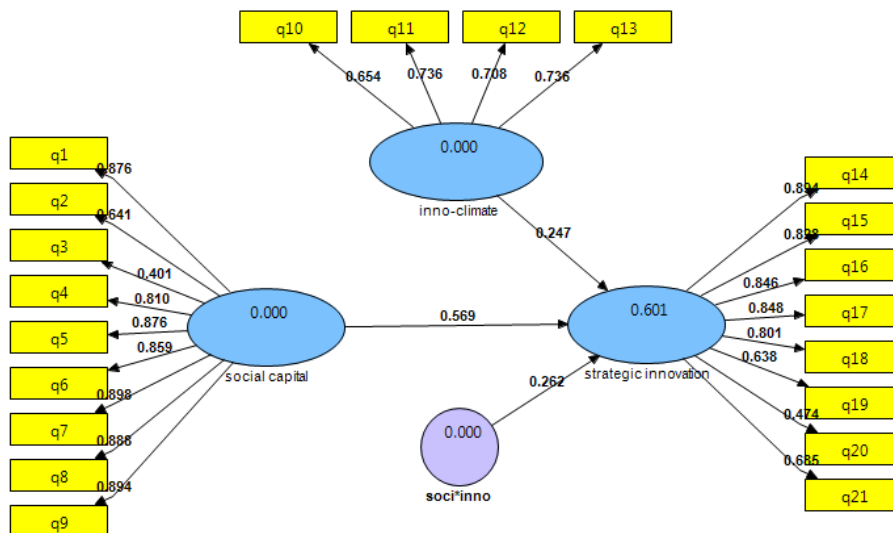 q10 q11 q12 q13
0.654 0.736 0.708 0.736
0.000
inno-climate
0.247
q1
0.876
q2
0.641
q3
0.401
q4
0.810
q5
0.876
q6
0.859
q7
0.898
q8
0.888
q9
0.894
0.000
social capital
0.569
0.601
strategic innovation
0.262
0.000
soci*inno
q14
0.894
q15
q16
0.846
q17
0.848
q18
0.801
q19
0.638
q20
0.474
q21